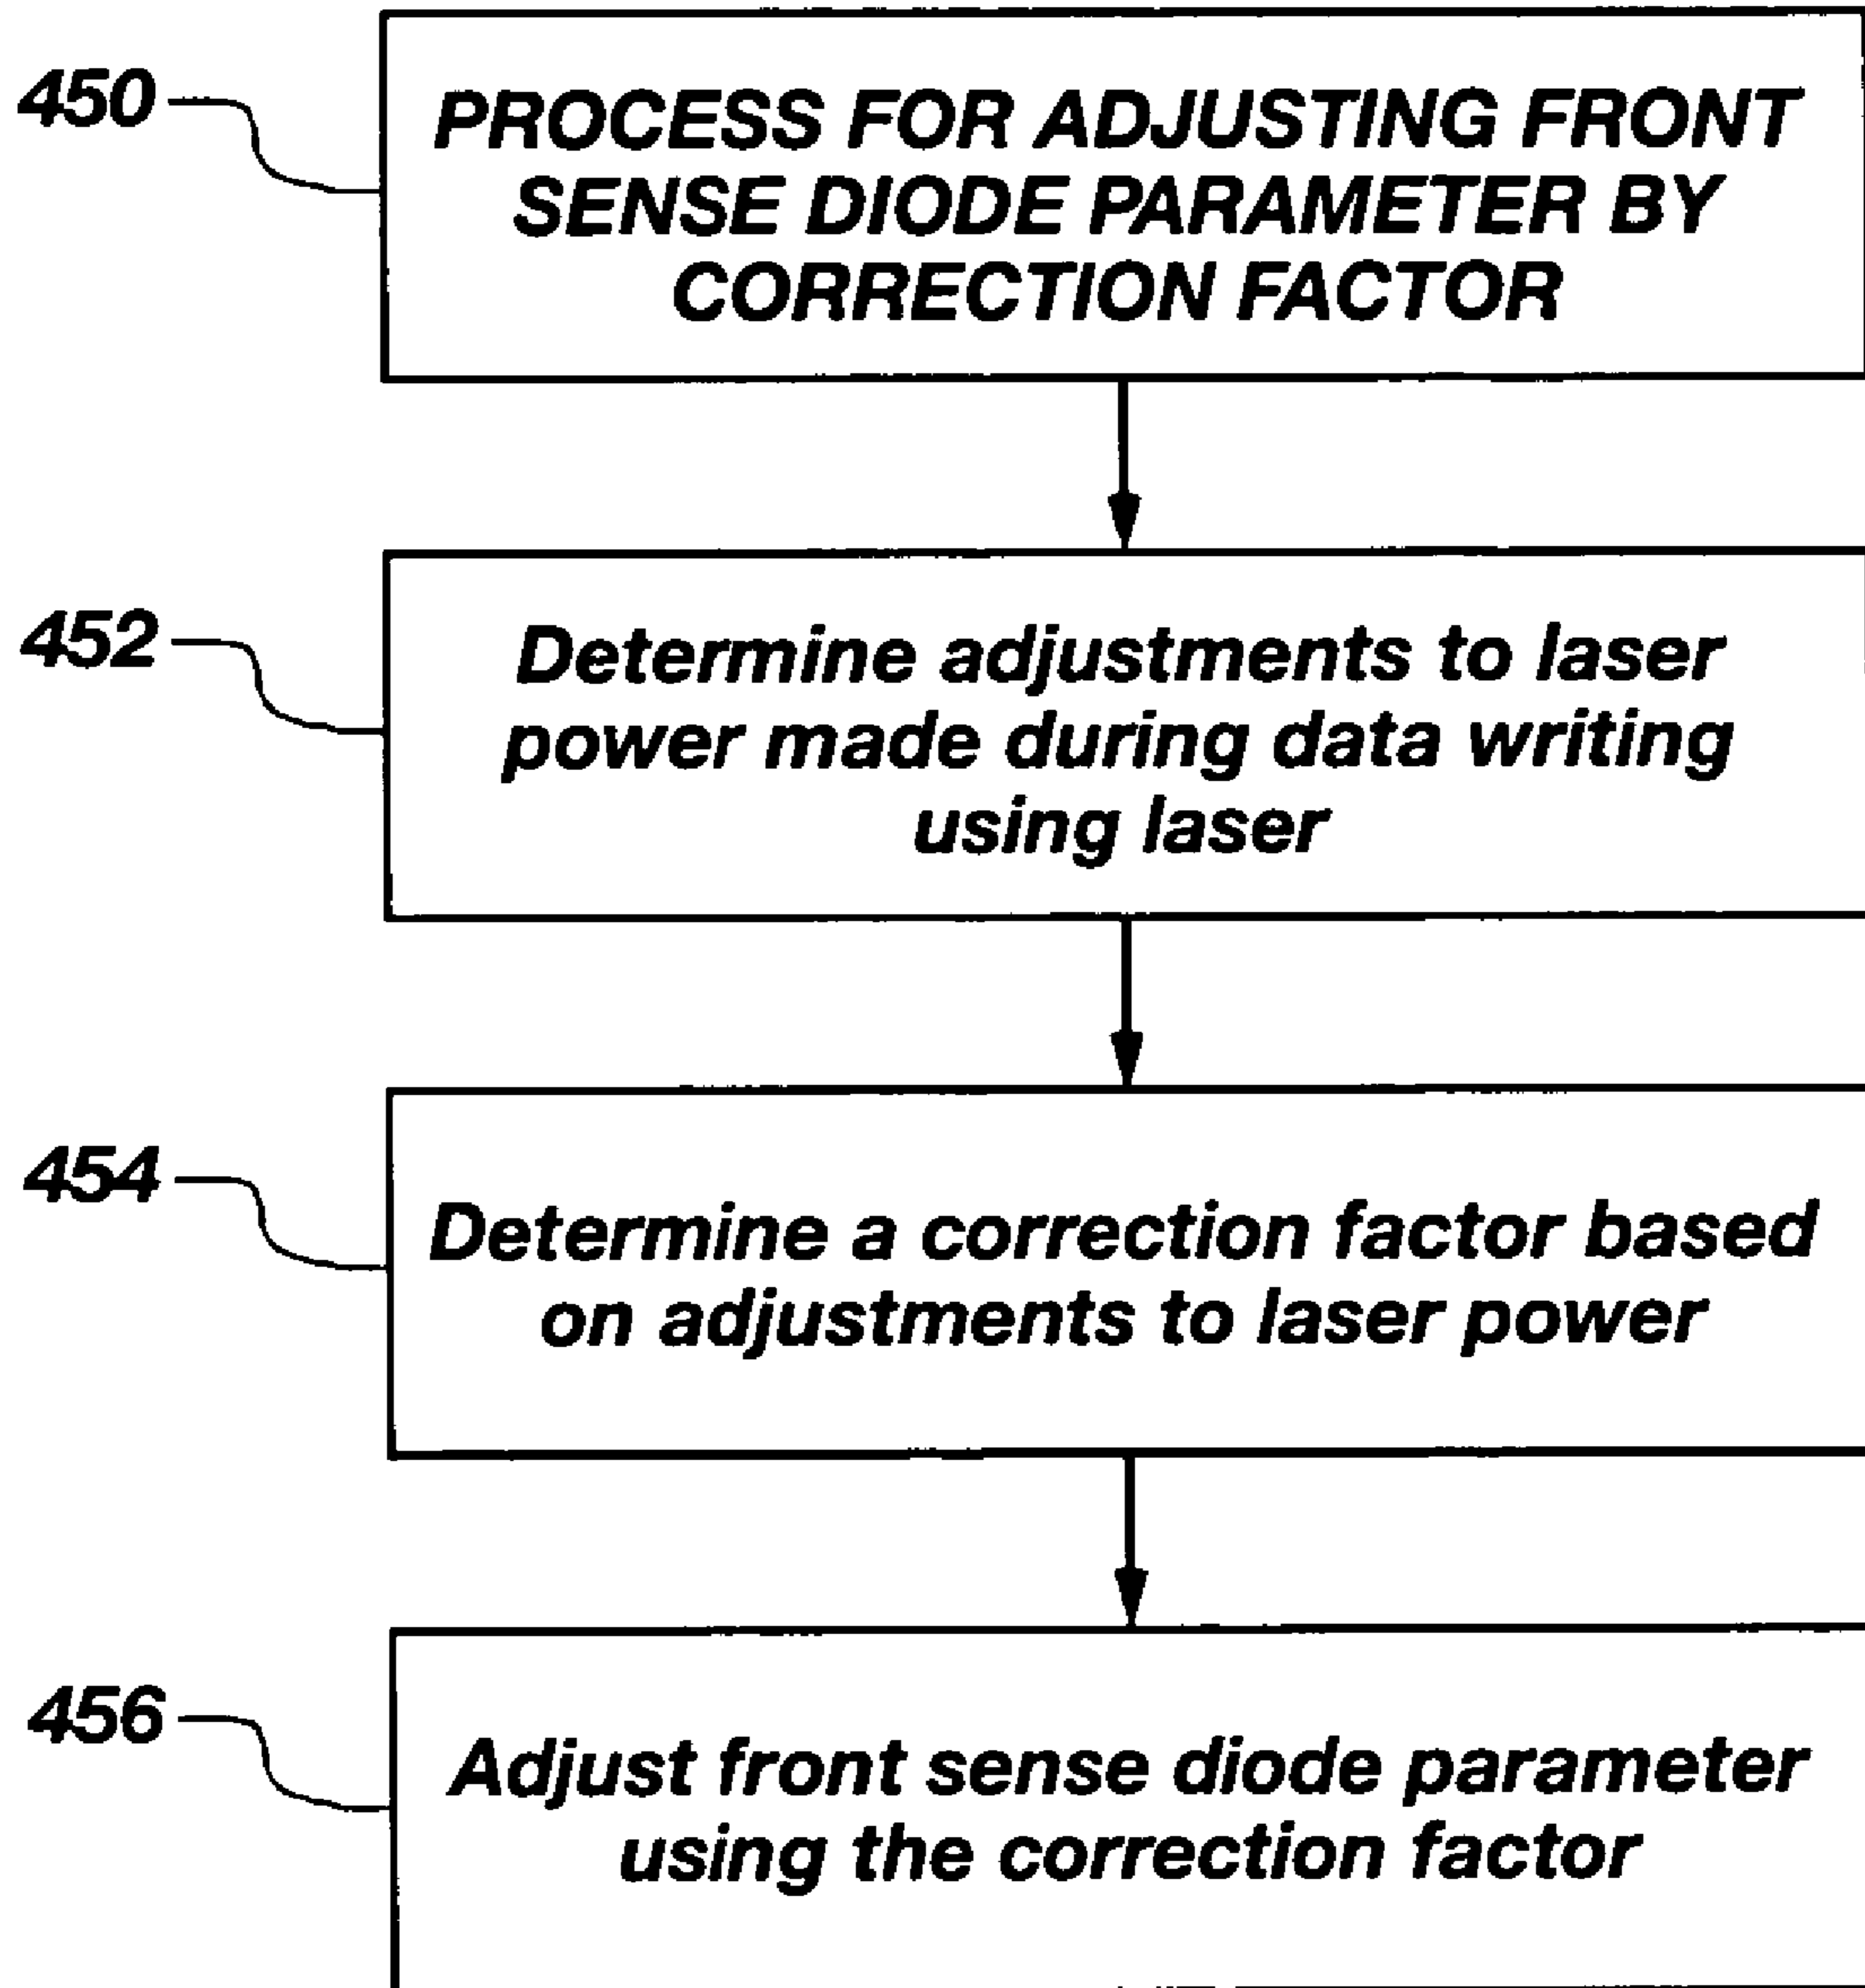 450
PROCESS FOR ADJUSTING FRONT
SENSE DIODE PARAMETER BY
CORRECTION FACTOR
452
Determine adjustments to laser
power made during data writing
using laser
454
Determine a correction factor based
on adjustments to laser power
456
Adjust front sense diode parameter
using the correction factor